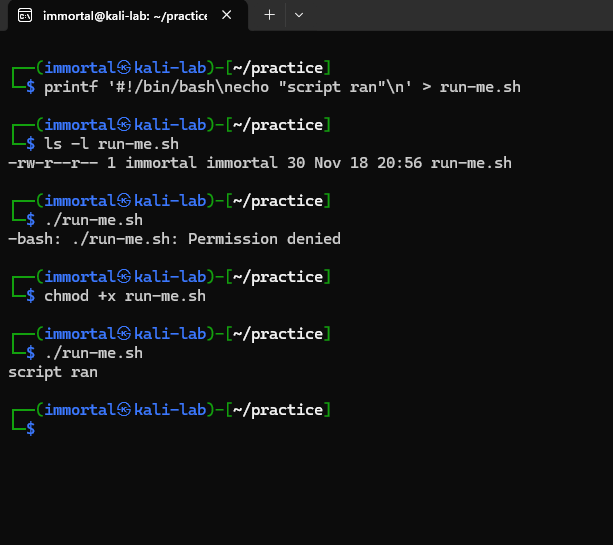 immortal@kali-lab: ~/practice
┌──(immortal㉿kali-lab)-[~/practice]
└─$ printf '#!/bin/bash\necho "script ran"\n' > run-me.sh
┌──(immortal㉿kali-lab)-[~/practice]
└─$ ls -l run-me.sh
-rw-r--r-- 1 immortal immortal 30 Nov 18 20:56 run-me.sh
┌──(immortal㉿kali-lab)-[~/practice]
└─$ ./run-me.sh
-bash: ./run-me.sh: Permission denied
┌──(immortal㉿kali-lab)-[~/practice]
└─$ chmod +x run-me.sh
┌──(immortal㉿kali-lab)-[~/practice]
└─$ ./run-me.sh
script ran
┌──(immortal㉿kali-lab)-[~/practice]
└─$